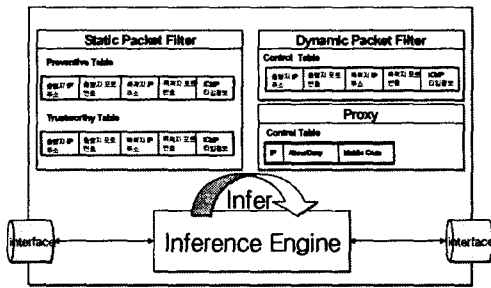 Static Packet Filter
Preventive Table
출발지 IP 주소
출발지 포트 번호
목적지 IP 주소
목적지 포트 번호
ICMP 타입정보
Trustworthy Table
출발지 IP 주소
출발지 포트 번호
목적지 IP 주소
목적지 포트 번호
ICMP 타입정보
Dynamic Packet Filter
Control Table
출발지 IP 주소
출발지 포트 번호
목적지 IP 주소
목적지 포트 번호
ICMP 타입정보
Proxy
Control Table
IP
Allow/Deny
Mobile Code
Infer
interface
Inference Engine
interface